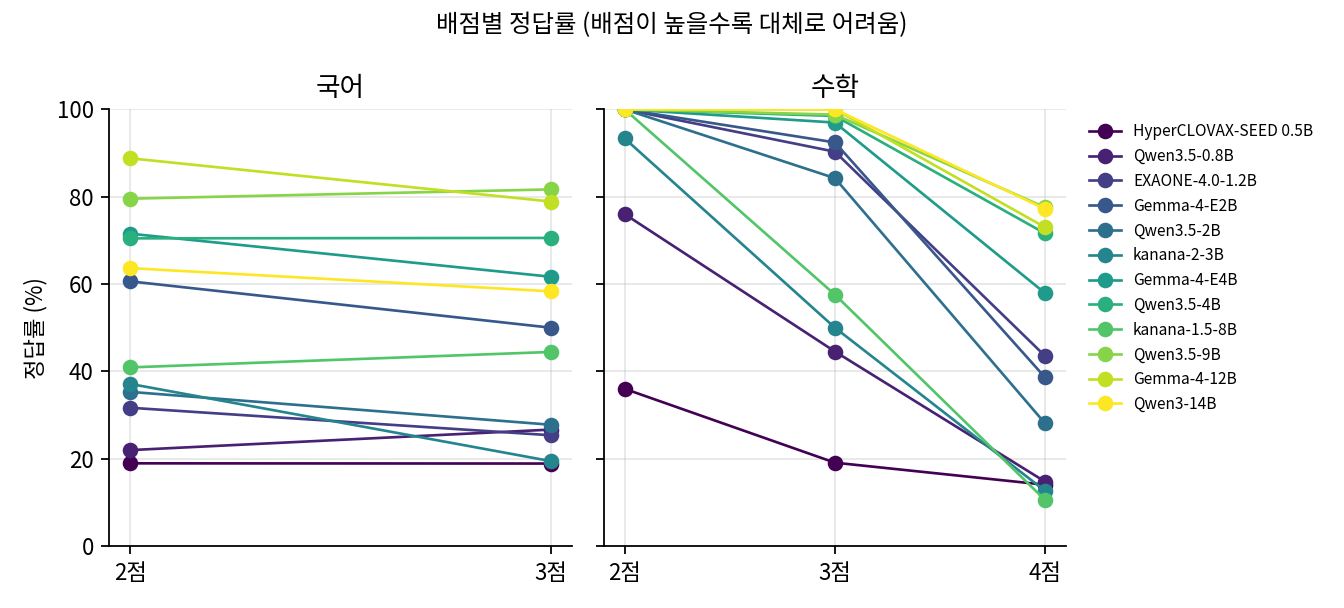 배점별 정답률 (배점이 높을수록 대체로 어려움)
국어
수학
정답률 (%)
100
80
60
40
20
0
2점
3점
2점
3점
4점
HyperCLOVAX-SEED 0.5B
Qwen3.5-0.8B
EXAONE-4.0-1.2B
Gemma-4-E2B
Qwen3.5-2B
kanana-2-3B
Gemma-4-E4B
Qwen3.5-4B
kanana-1.5-8B
Qwen3.5-9B
Gemma-4-12B
Qwen3-14B